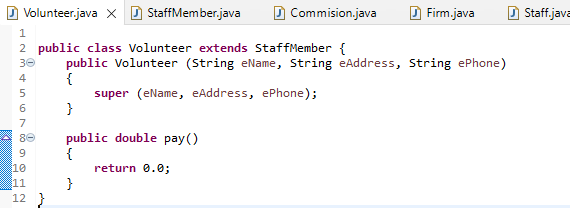 Volunteer.java StaffMember.java Commision.java Firm.java Staff.java
1
2 public class Volunteer extends StaffMember {
3 public Volunteer (String eName, String eAddress, String ePhone)
4 {
5 super (eName, eAddress, ePhone);
6 }
7
8 public double pay()
9 {
10 return 0.0;
11 }
12 }